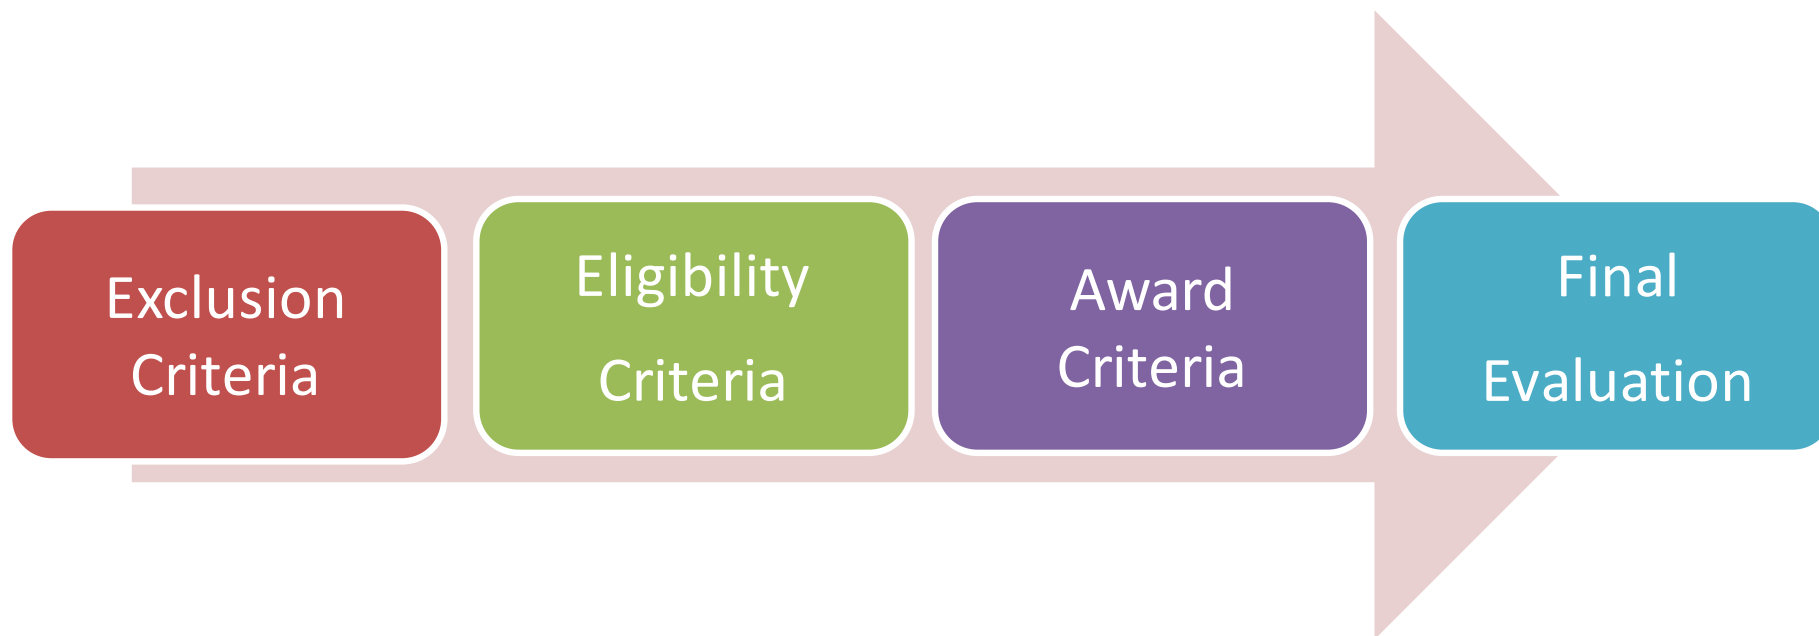 Exclusion
Criteria
Eligibility
Criteria
Award
Criteria
Final
Evaluation